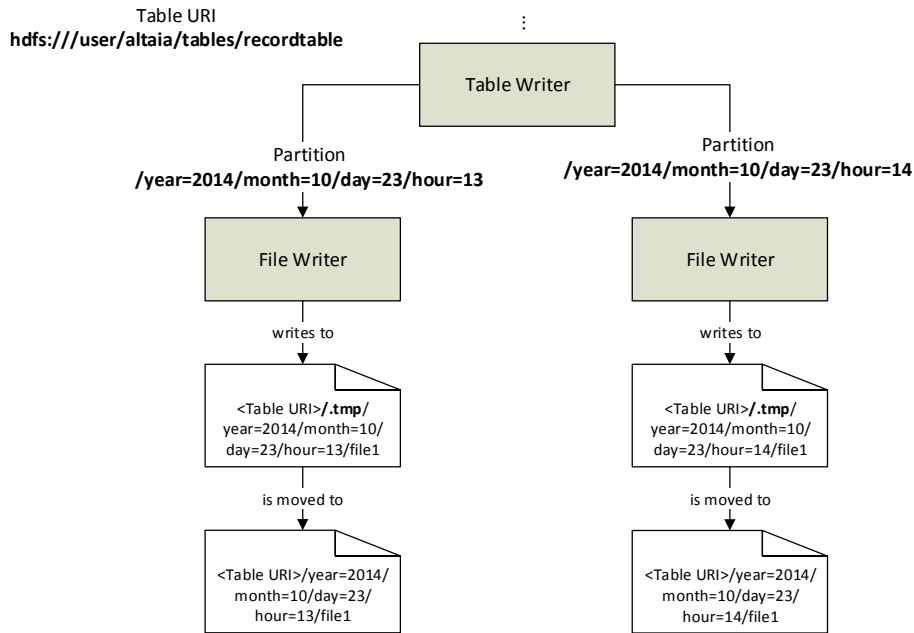 Table URI
hdfs:///user/altaia/tables/recordtable
⋮
Table Writer
Partition
/year=2014/month=10/day=23/hour=13
Partition
/year=2014/month=10/day=23/hour=14
File Writer
File Writer
writes to
writes to
<Table URI>/.tmp/
year=2014/month=10/
day=23/hour=13/file1
<Table URI>/.tmp/
year=2014/month=10/
day=23/hour=14/file1
is moved to
is moved to
<Table URI>/year=2014/
month=10/day=23/
hour=13/file1
<Table URI>/year=2014/
month=10/day=23/
hour=14/file1